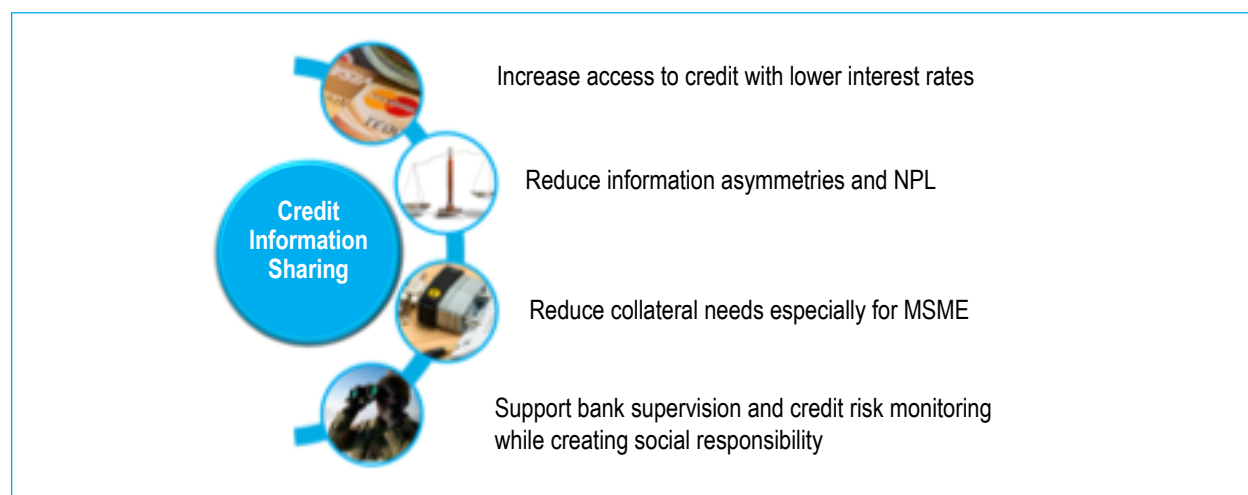 Increase access to credit with lower interest rates
Reduce information asymmetries and NPL
Credit
Information
Sharing
Reduce collateral needs especially for MSME
Support bank supervision and credit risk monitoring
while creating social responsibility